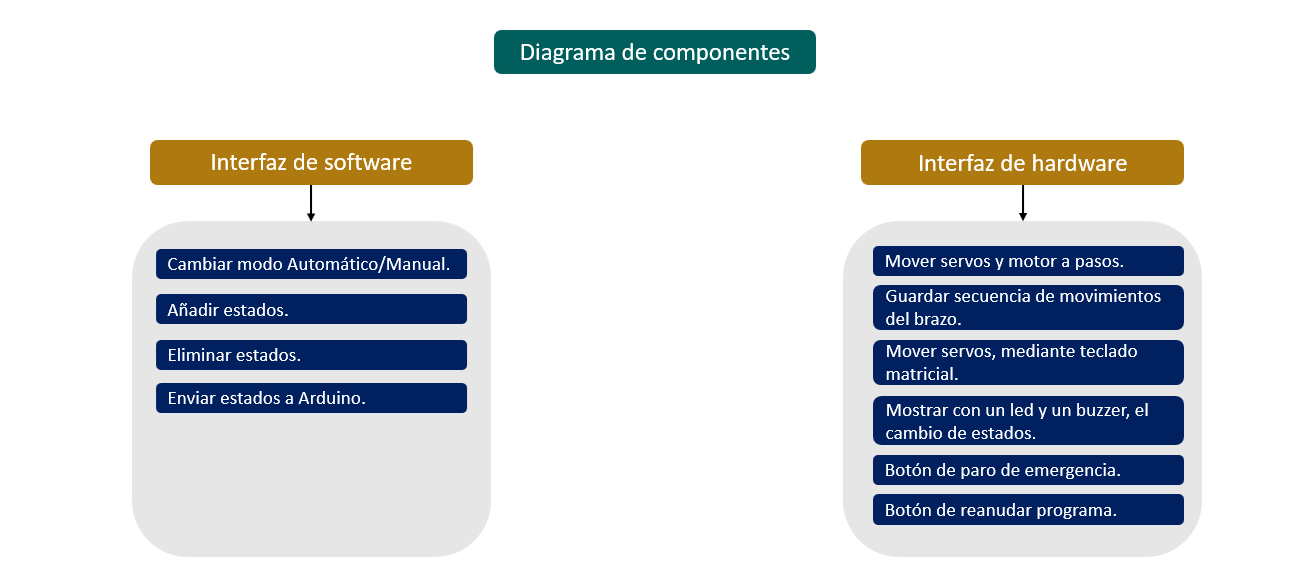 Diagrama de componentes
Interfaz de software
Cambiar modo Automático/Manual.
Añadir estados.
Eliminar estados.
Enviar estados a Arduino.
Interfaz de hardware
Mover servos y motor a pasos.
Guardar secuencia de movimientos
del brazo.
Mover servos, mediante teclado
matricial.
Mostrar con un led y un buzzer, el
cambio de estados.
Botón de paro de emergencia.
Botón de reanudar programa.